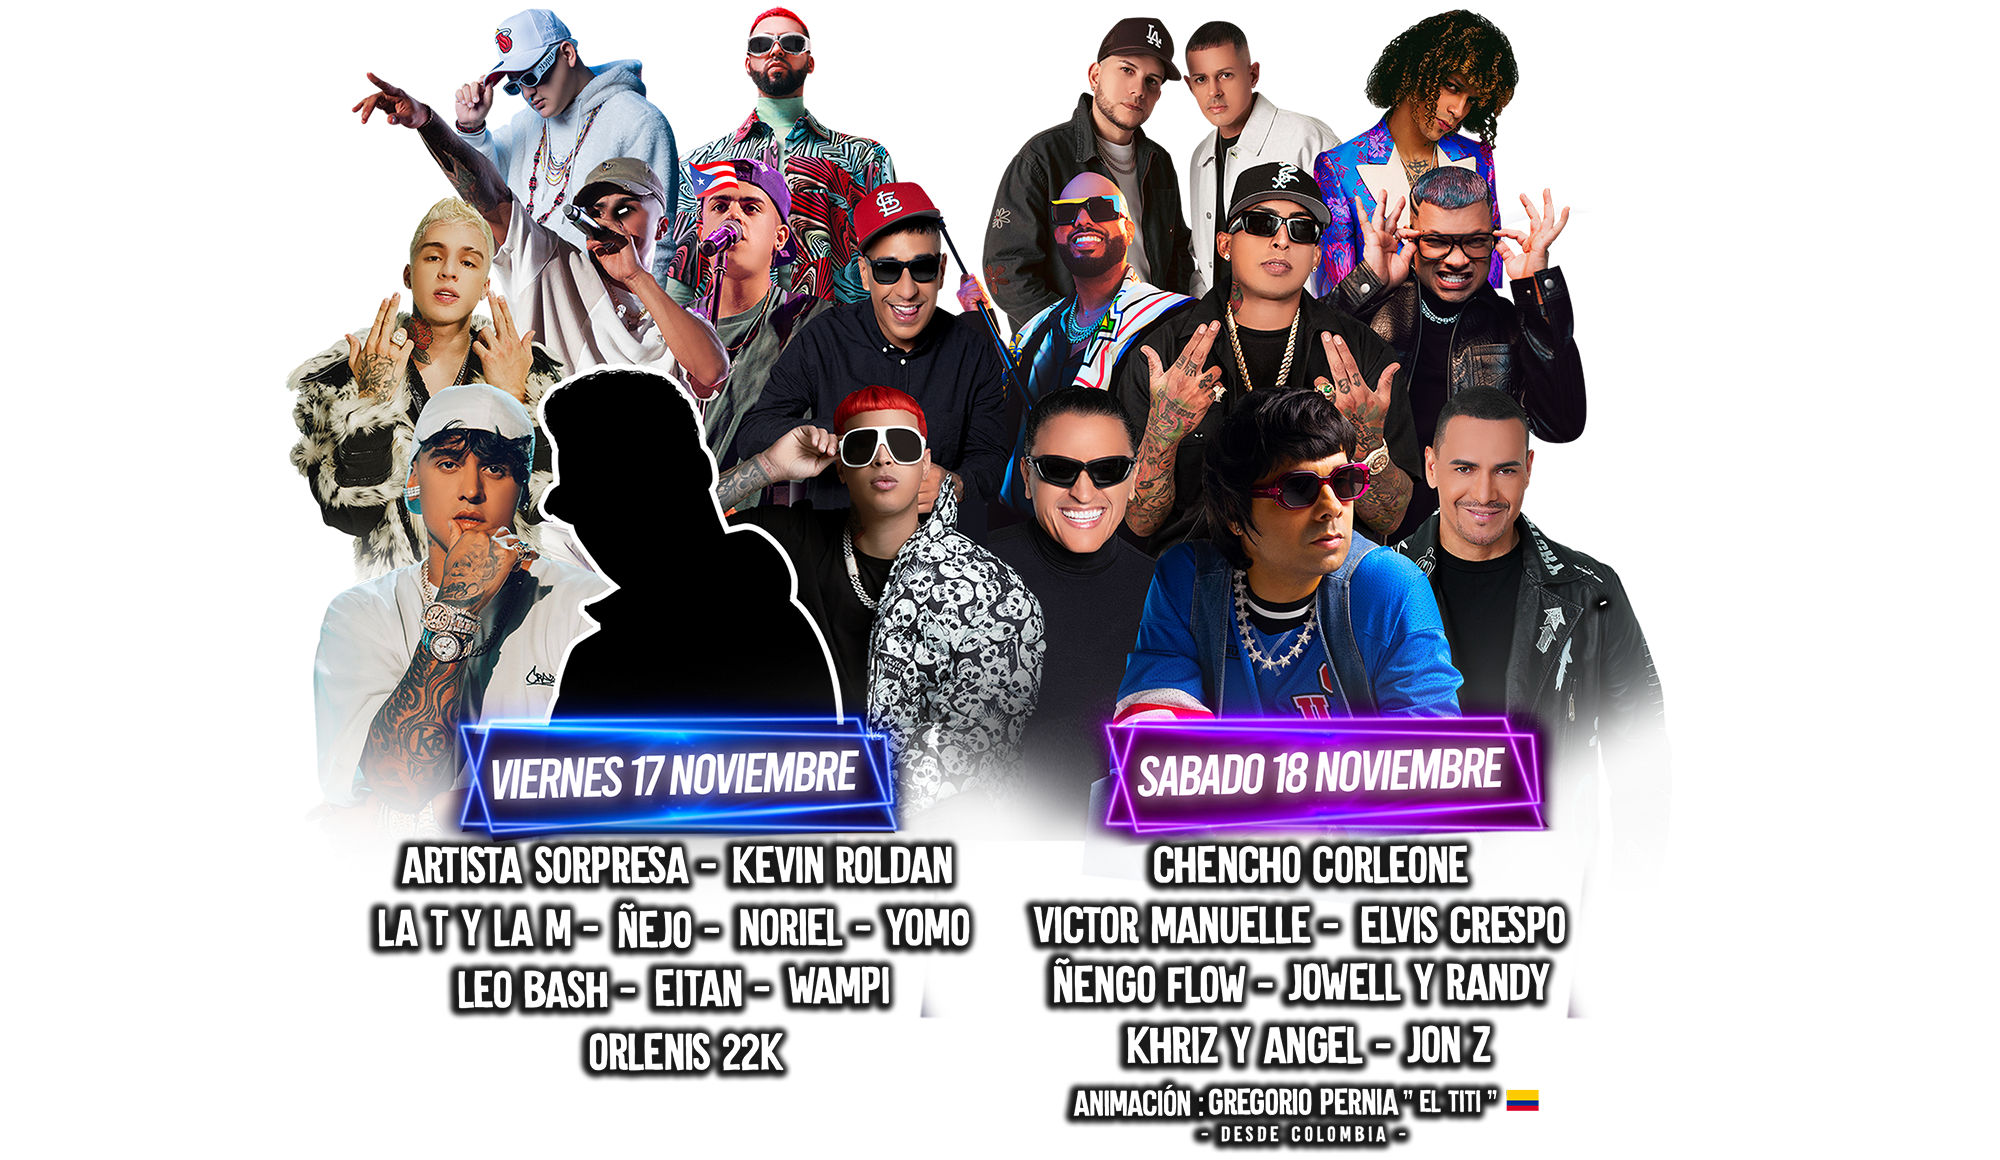 VIERNES 17 NOVIEMBRE
ARTISTA SORPRESA - KEVIN ROLDAN
LA T Y LA M - ÑEJO - NORIEL - YOMO
LEO BASH - EITAN - WAMPI
ORLENIS 22K
SABADO 18 NOVIEMBRE
CHENCHO CORLEONE
VICTOR MANUELLE - ELVIS CRESPO
ÑENGO FLOW - JOWELL Y RANDY
KHRIZ Y ANGEL - JON Z
ANIMACIÓN : GREGORIO PERNIA " EL TITI "
- DESDE COLOMBIA -